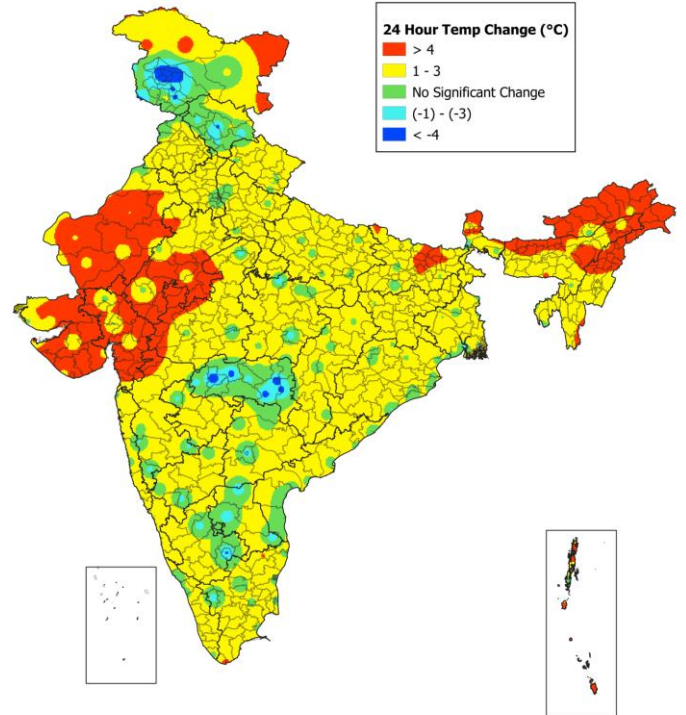 24 Hour Temp Change (°C)
> 4
1 - 3
No Significant Change
(-1) - (-3)
< -4